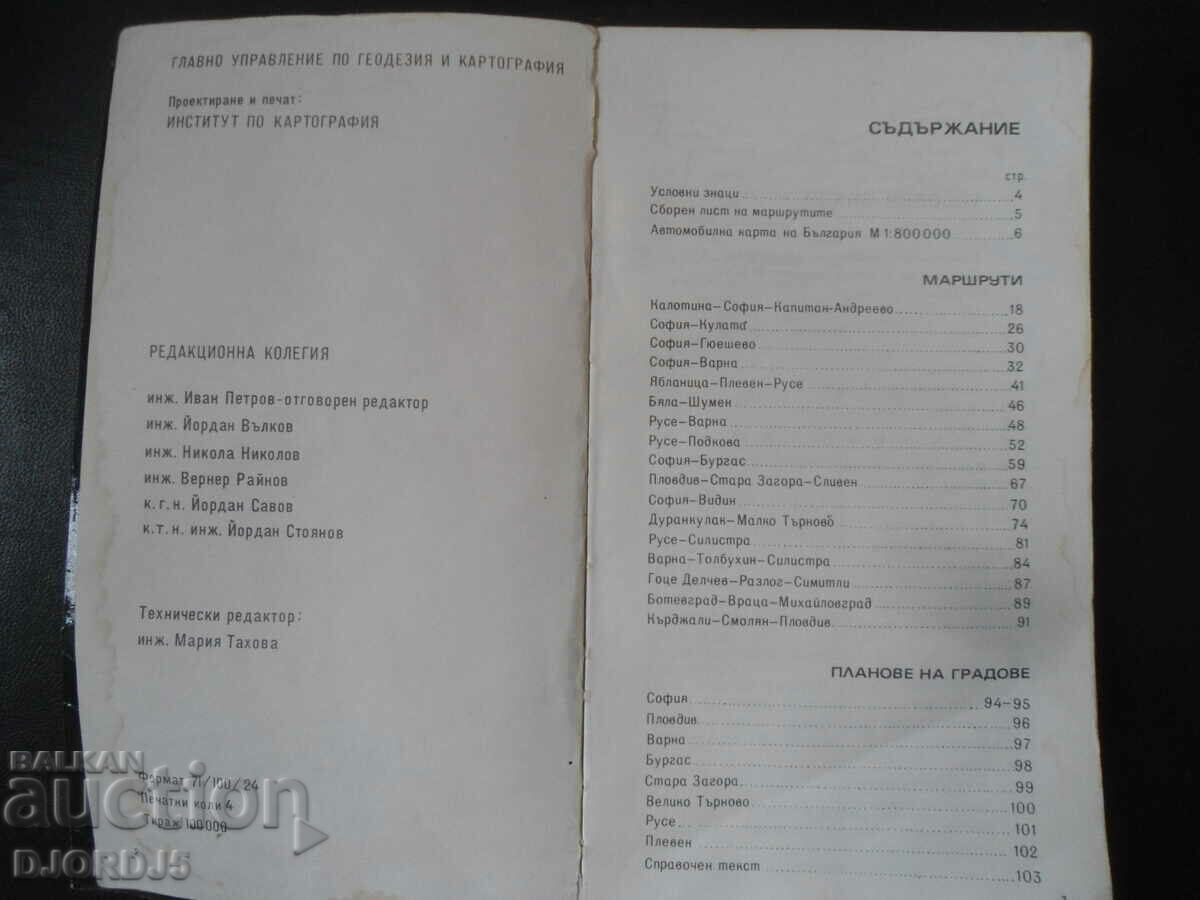 ГЛАВНО УПРАВЛЕНИЕ ПО ГЕОДЕЗИЯ И КАРТОГРАФИЯ
Проектиране и печат:
ИНСТИТУТ ПО КАРТОГРАФИЯ
РЕДАКЦИОННА КОЛЕГИЯ
инж. Иван Петров-отговорен редактор
инж. Йордан Вълков
инж. Никола Николов
инж. Вернер Райнов
к.г.н. Йордан Савов
к.т.н. инж. Йордан Стоянов
Технически редактор:
инж. Мария Тахова
Формат 71/100/24
Печатни коли 4
Тираж 100 000
BALKAN
auction
DJORDJ5
СЪДЪРЖАНИЕ
стр.
Условни знаци 4
Сборен лист на маршрутите 5
Автомобилна карта на България М 1:800000 6
МАРШРУТИ
Калотина-София-Капитан-Андреево 18
София-Кулата 26
София-Гюешево 30
София-Варна 32
Ябланица-Плевен-Русе 41
Бяла-Шумен 46
Русе-Варна 48
Русе-Подкова 52
София-Бургас 59
Пловдив-Стара Загора-Сливен 67
София-Видин 70
Дуранкулак-Малко Търново 74
Русе-Силистра 81
Варна-Толбухин-Силистра 84
Гоце Делчев-Разлог-Симитли 87
Ботевград-Враца-Михайловград 89
Кърджали-Смолян-Пловдив 91
ПЛАНОВЕ НА ГРАДОВЕ
София 94-95
Пловдив 96
Варна 97
Бургас 98
Стара Загора 99
Велико Търново 100
Русе 101
Плевен 102
Справочен текст 103